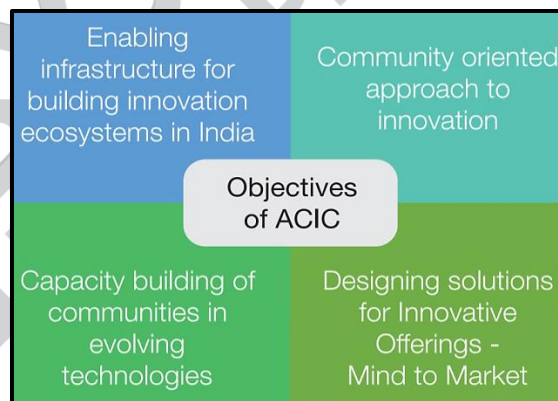 Enabling
infrastructure for
building innovation
ecosystems in India
Community oriented
approach to
innovation
Objectives
of ACIC
Capacity building of
communities in
evolving
technologies
Designing solutions
for Innovative
Offerings -
Mind to Market